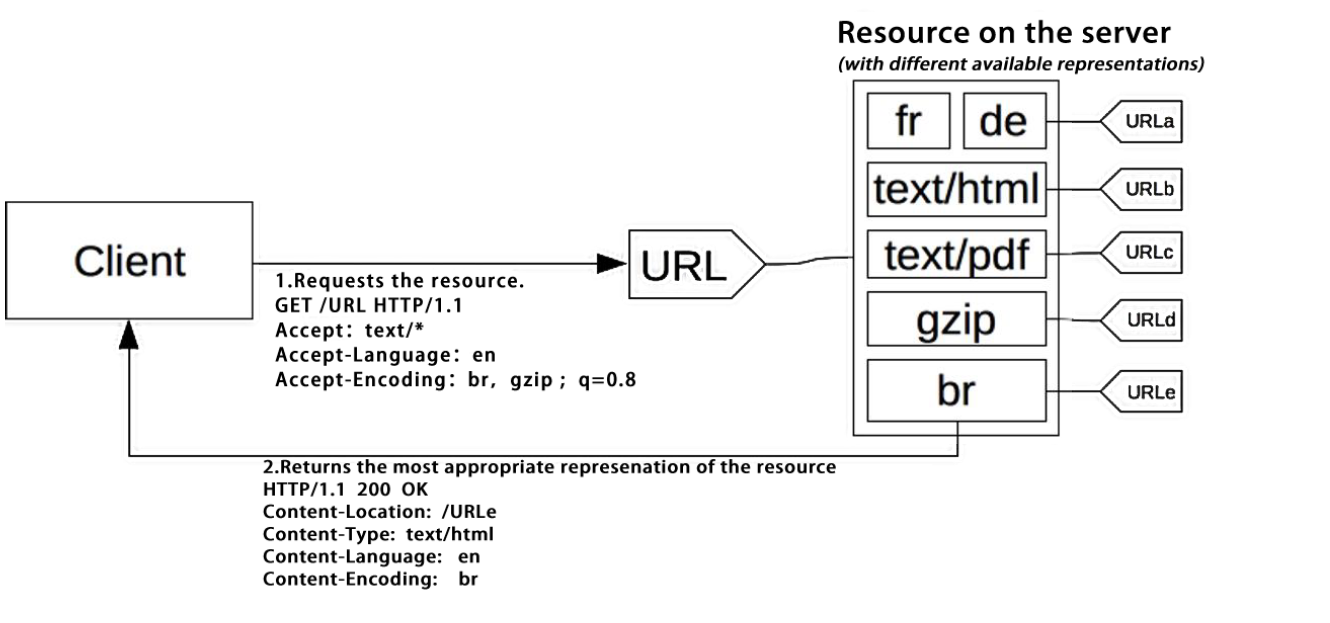 Resource on the server
(with different available representations)
fr de URLa
text/html URLb
Client
URL
text/pdf URLc
1.Requests the resource.
GET /URL HTTP/1.1
Accept: text/*
Accept-Language: en
Accept-Encoding: br, gzip ; q=0.8
gzip URLd
br URLe
2.Returns the most appropriate represenation of the resource
HTTP/1.1 200 OK
Content-Location: /URLe
Content-Type: text/html
Content-Language: en
Content-Encoding: br